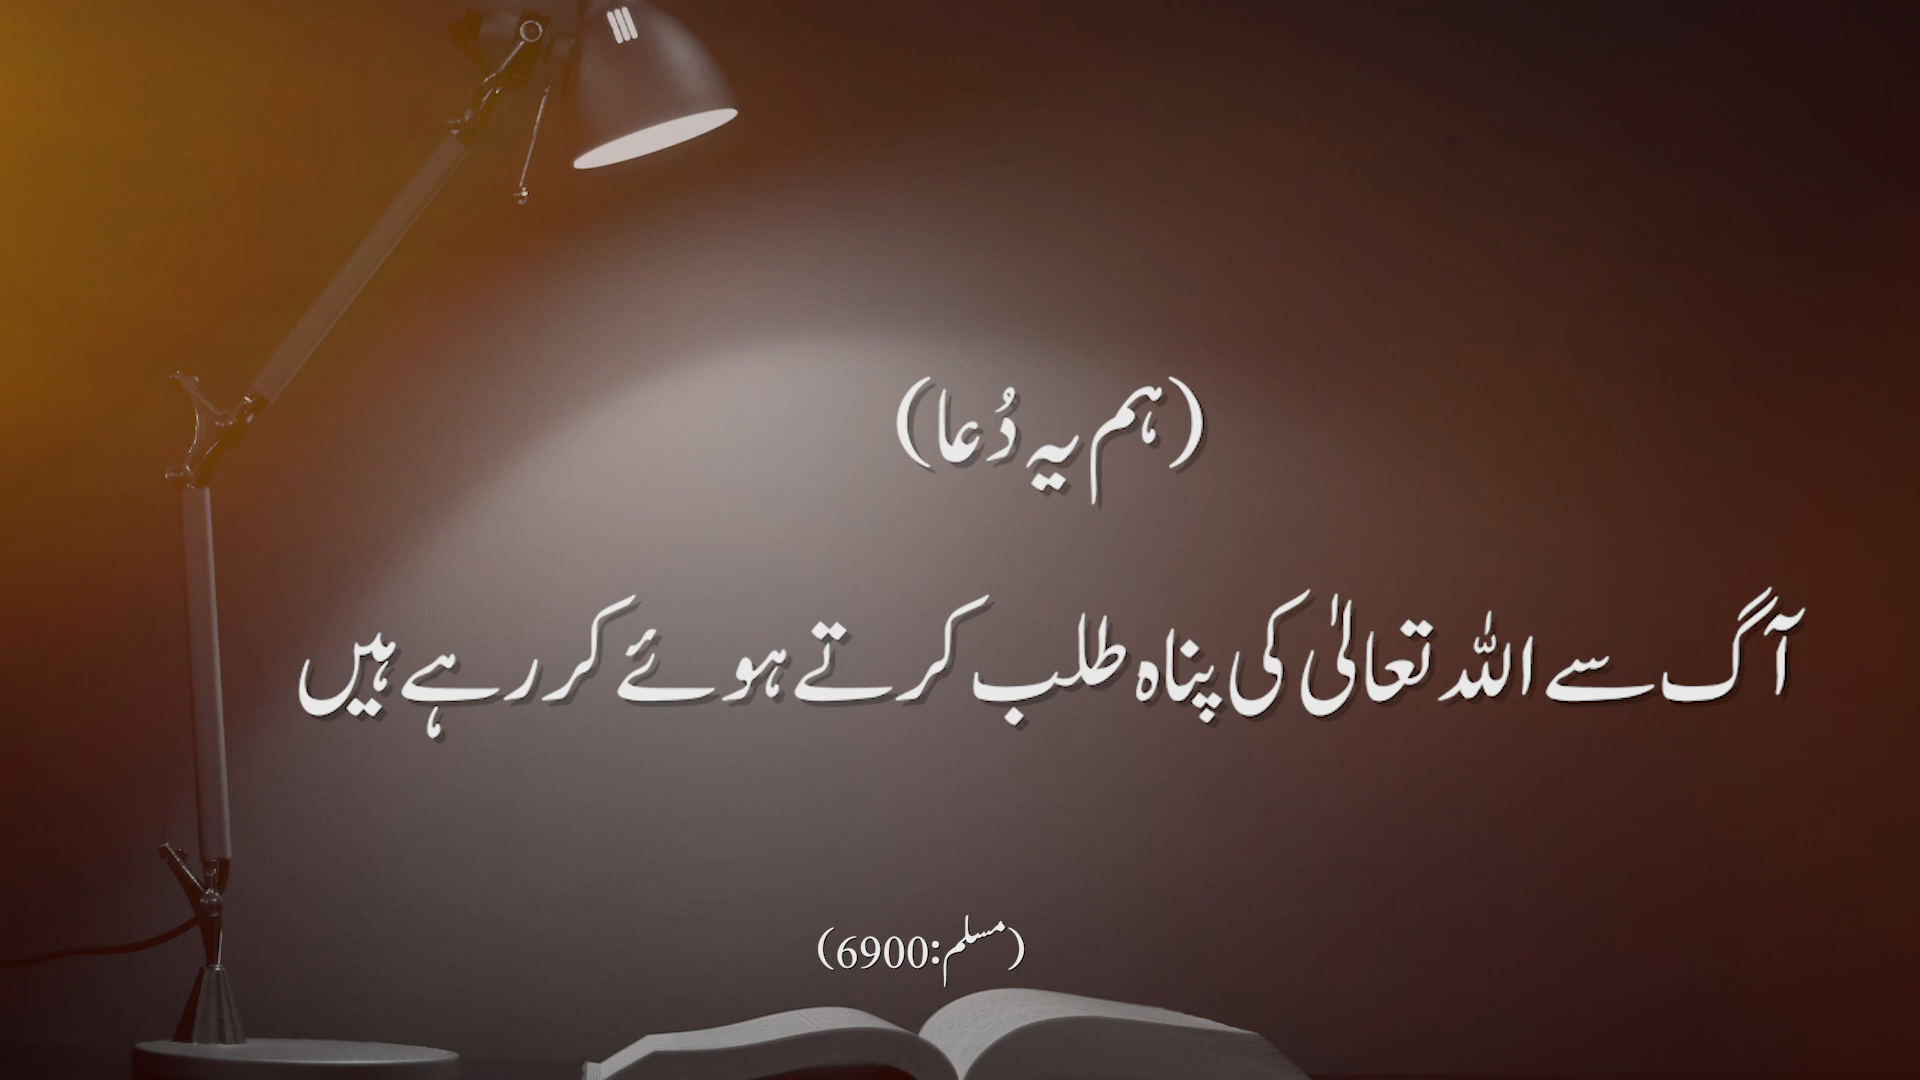 (ہم یہ دُعا)
آگ سے اللہ تعالیٰ کی پناہ طلب کرتے ہوئے کر رہے ہیں
(مسلم:6900)